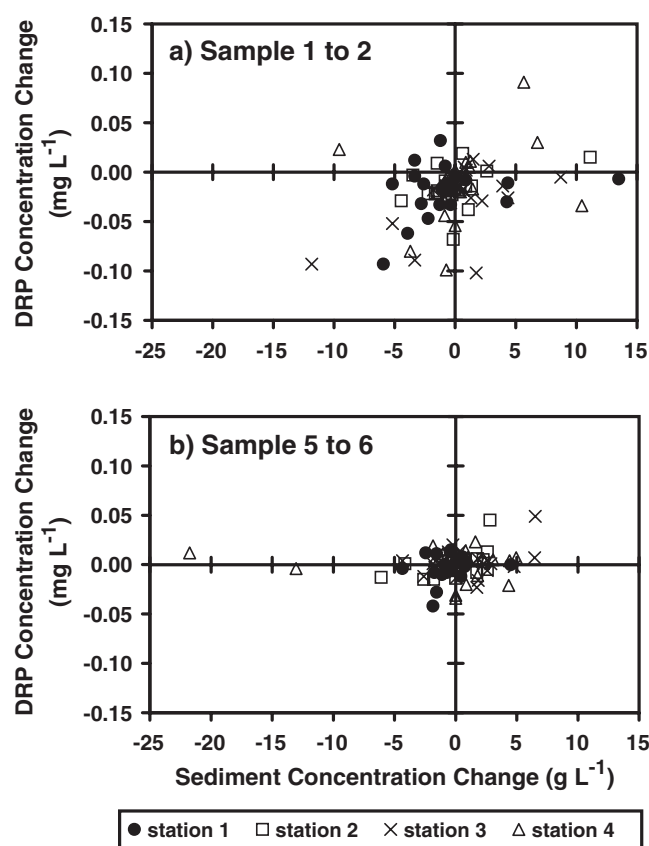 a) Sample 1 to 2
DRP Concentration Change
(mg L-1)
0.15
0.10
0.05
0.00
-0.05
-0.10
-0.15
-25 -20 -15 -10 -5 0 5 10 15
b) Sample 5 to 6
DRP Concentration Change
(mg L-1)
0.15
0.10
0.05
0.00
-0.05
-0.10
-0.15
-25 -20 -15 -10 -5 0 5 10 15
Sediment Concentration Change (g L-1)
station 1 station 2 station 3 station 4